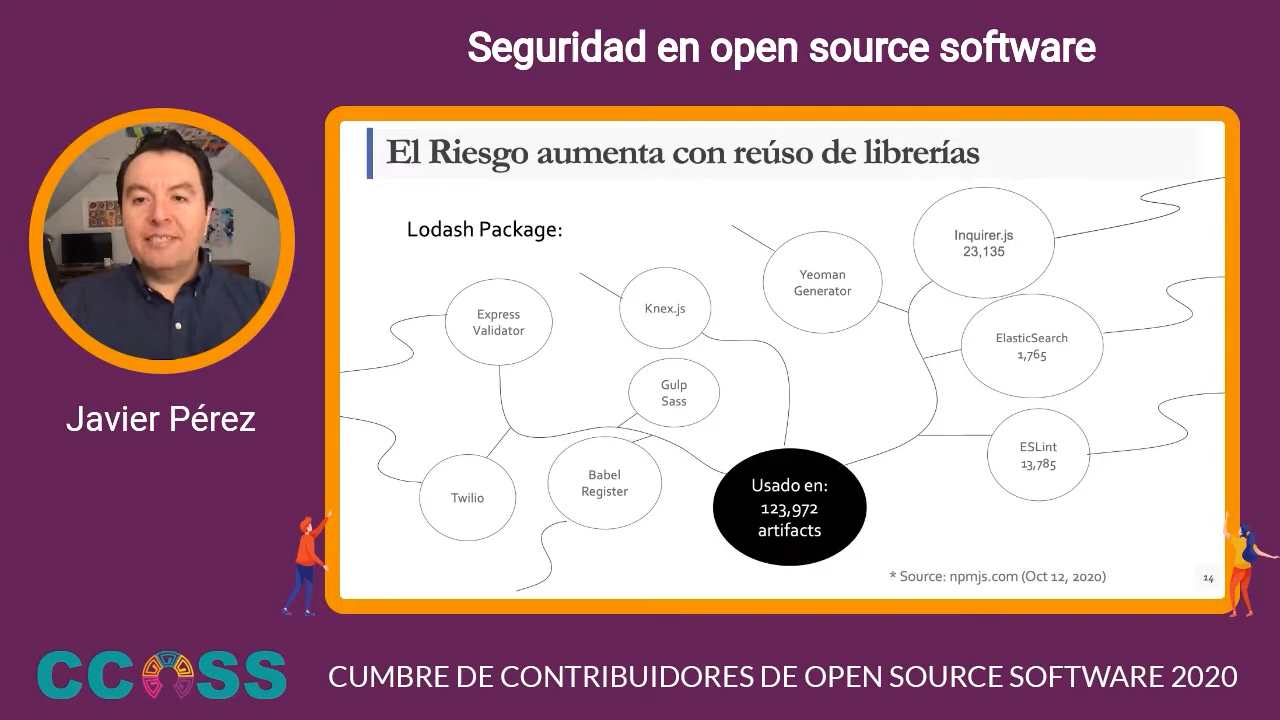 Seguridad en open source software
El Riesgo aumenta con reúso de librerías
Lodash Package:
Express
Validator
Knex.js
Yeoman
Generator
Inquirer.js
23,135
ElasticSearch
1,765
Gulp
Sass
ESLint
13,785
Twilio
Babel
Register
Usado en:
123,972
artifacts
* Source: npmjs.com (Oct 12, 2020)
14
Javier Pérez
CCOSS
CUMBRE DE CONTRIBUIDORES DE OPEN SOURCE SOFTWARE 2020